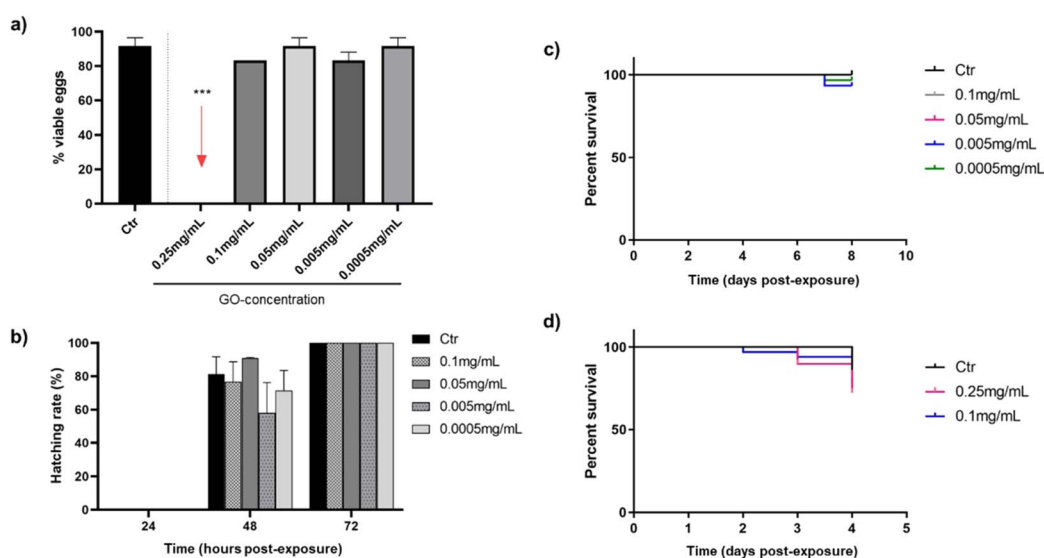 a)
% viable eggs
100
80
60
40
20
0
***
Ctr
0.25mg/mL
0.1mg/mL
0.05mg/mL
0.005mg/mL
0.0005mg/mL
GO-concentration
b)
Hatching rate (%)
100
80
60
40
20
0
24
48
72
Time (hours post-exposure)
Ctr
0.1mg/mL
0.05mg/mL
0.005mg/mL
0.0005mg/mL
c)
Percent survival
100
50
0
0
2
4
6
8
10
Time (days post-exposure)
Ctr
0.1mg/mL
0.05mg/mL
0.005mg/mL
0.0005mg/mL
d)
Percent survival
100
50
0
0
1
2
3
4
5
Time (days post-exposure)
Ctr
0.25mg/mL
0.1mg/mL